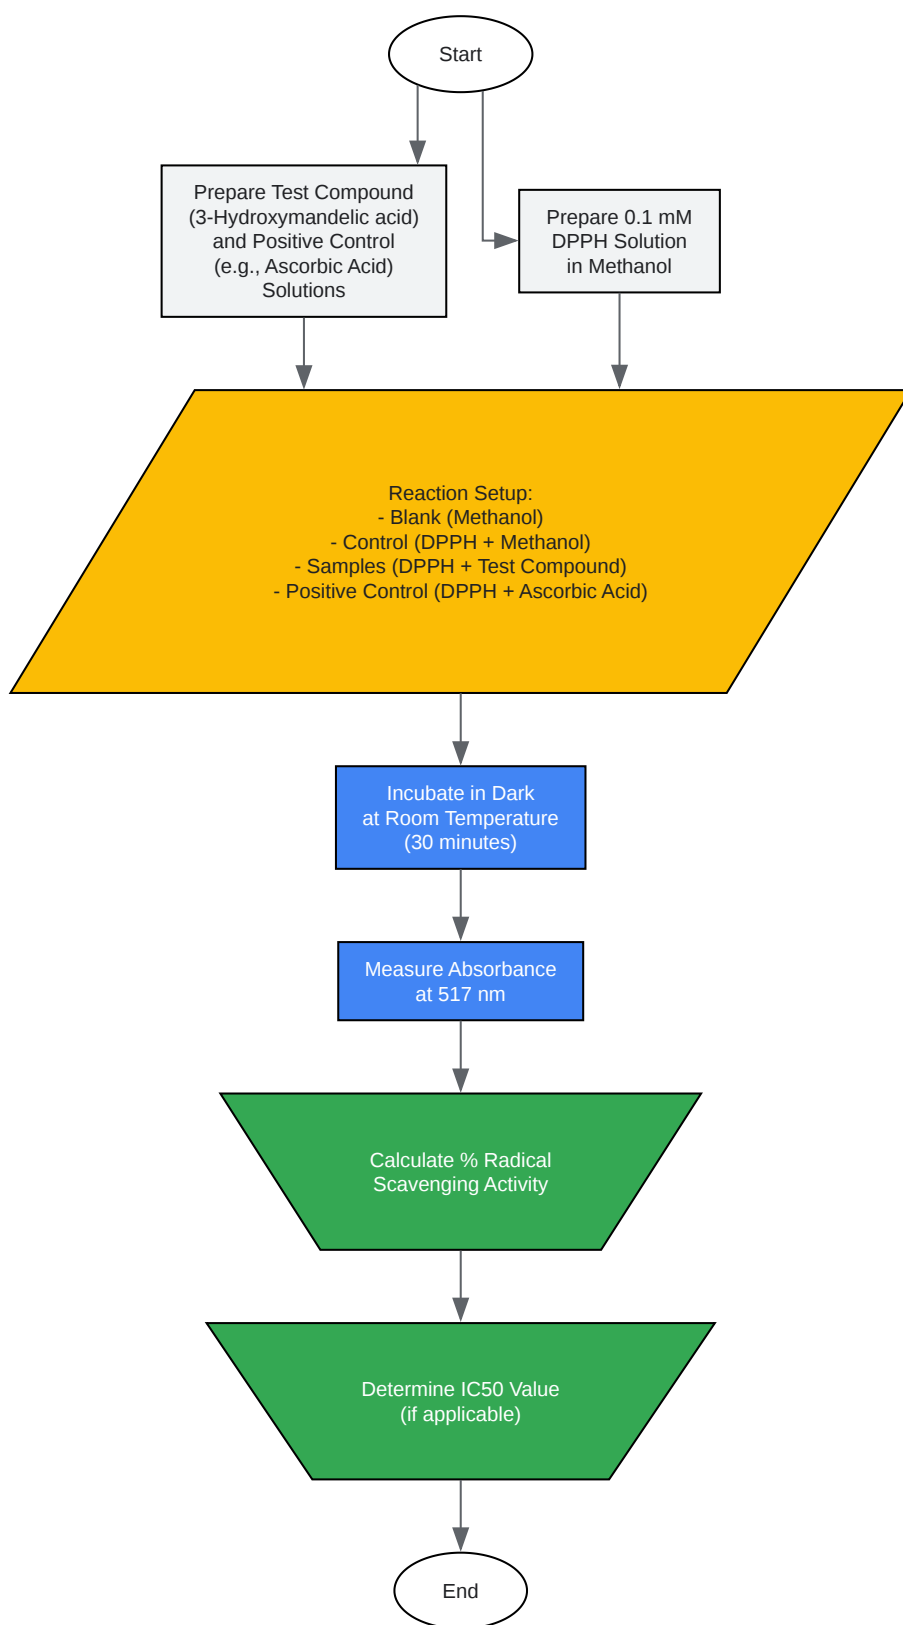 Start
Prepare Test Compound
(3-Hydroxymandelic acid)
and Positive Control
(e.g., Ascorbic Acid)
Solutions
Prepare 0.1 mM
DPPH Solution
in Methanol
Reaction Setup:
- Blank (Methanol)
- Control (DPPH + Methanol)
- Samples (DPPH + Test Compound)
- Positive Control (DPPH + Ascorbic Acid)
Incubate in Dark
at Room Temperature
(30 minutes)
Measure Absorbance
at 517 nm
Calculate % Radical
Scavenging Activity
Determine IC50 Value
(if applicable)
End